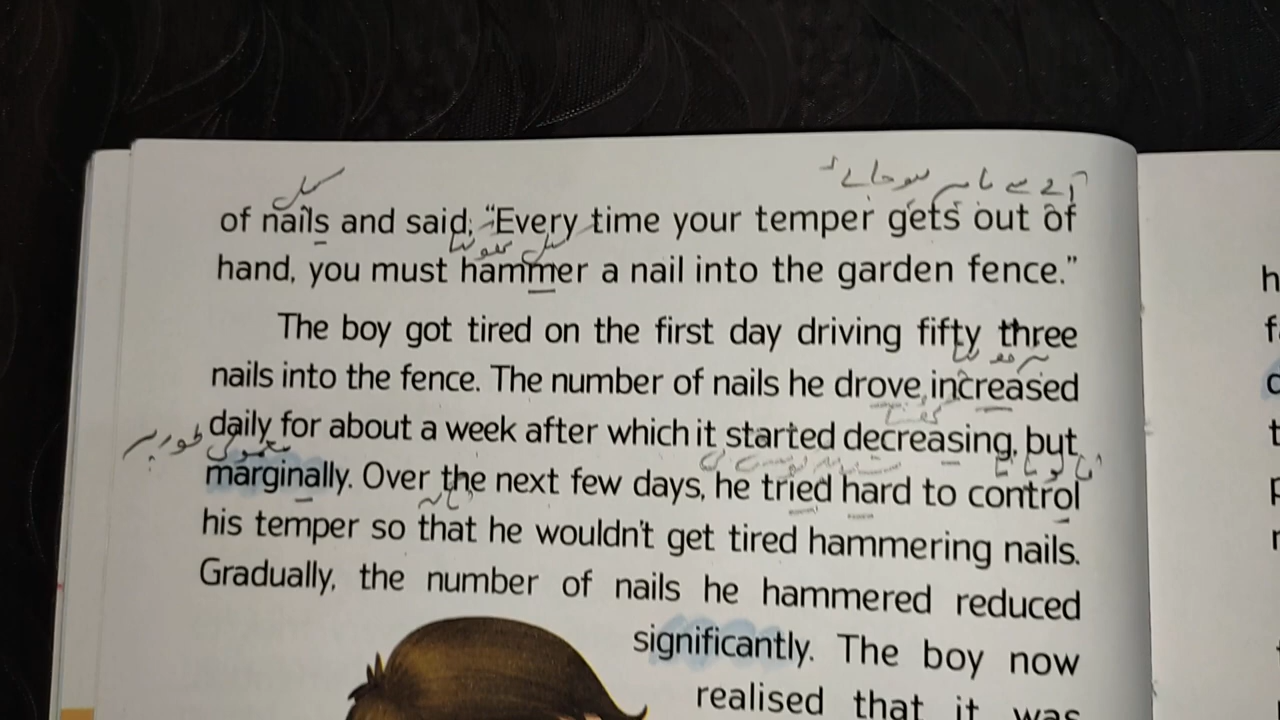 of nails and said; "Every time your temper gets out of
hand, you must hammer a nail into the garden fence."
The boy got tired on the first day driving fifty three
nails into the fence. The number of nails he drove increased
daily for about a week after which it started decreasing, but
marginally. Over the next few days, he tried hard to control
his temper so that he wouldn't get tired hammering nails.
Gradually, the number of nails he hammered reduced
significantly. The boy now
realised that it was